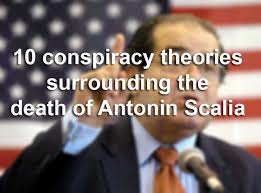 10 conspiracy theories
surrounding the
death of Antonin Scalia